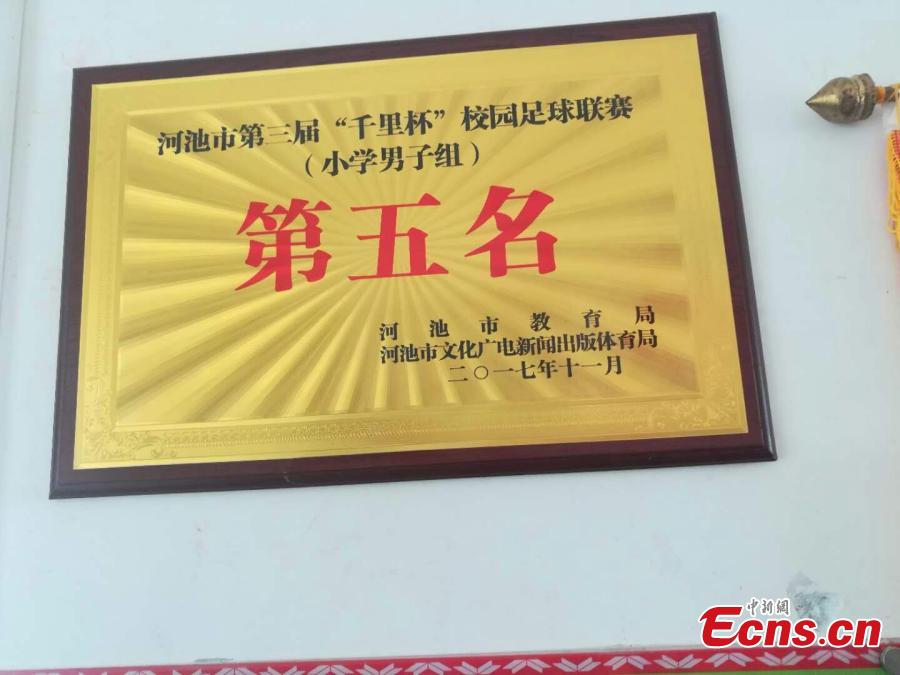 河池市第三届“千里杯”校园足球联赛
（小学男子组）
第五名
河池市教育局
河池市文化广电新闻出版体育局
二〇一七年十一月
中新網
Ecns.cn